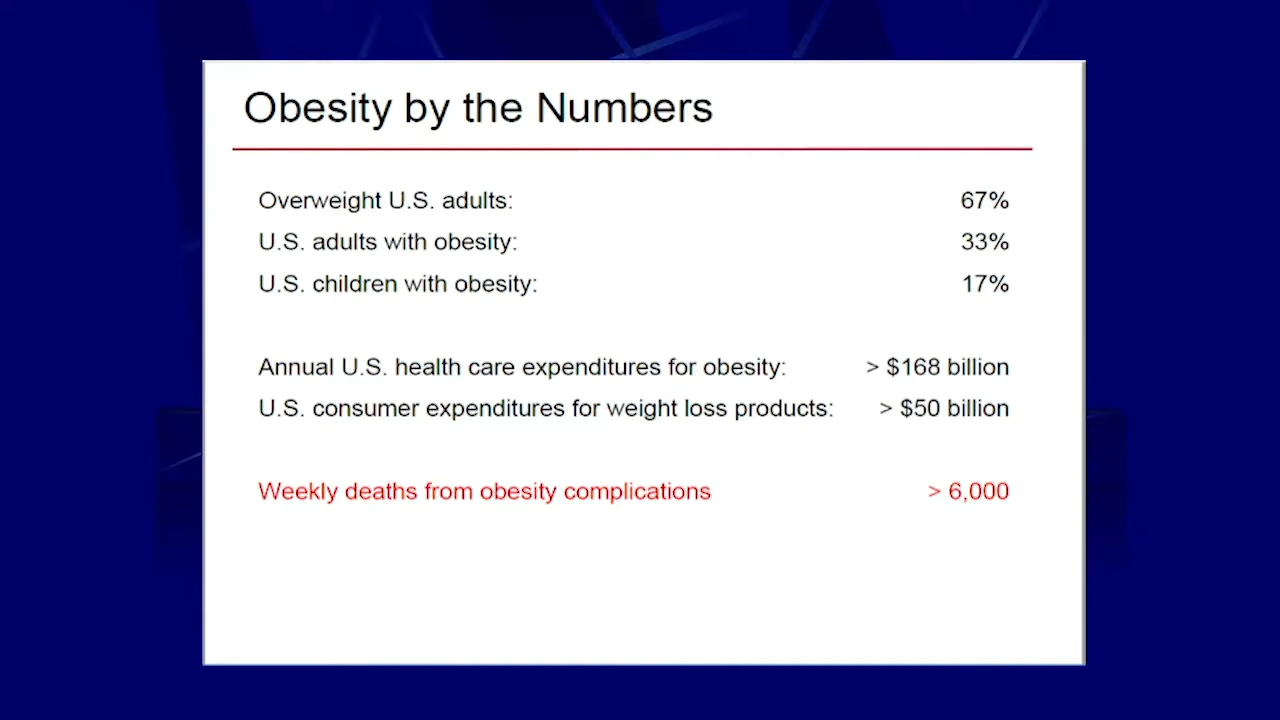 Obesity by the Numbers
Overweight U.S. adults: 67%
U.S. adults with obesity: 33%
U.S. children with obesity: 17%
Annual U.S. health care expenditures for obesity: > $168 billion
U.S. consumer expenditures for weight loss products: > $50 billion
Weekly deaths from obesity complications > 6,000